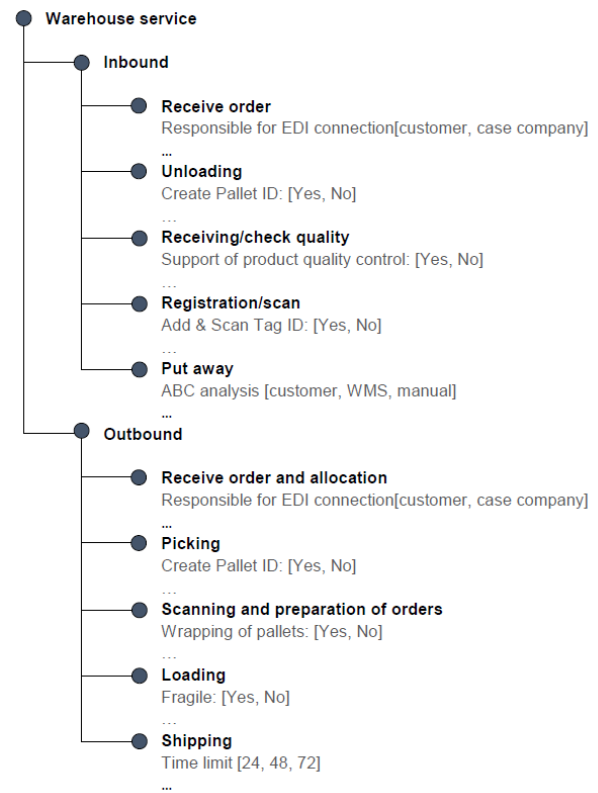 Warehouse service
Inbound
Receive order
Responsible for EDI connection[customer, case company]
...
Unloading
Create Pallet ID: [Yes, No]
...
Receiving/check quality
Support of product quality control: [Yes, No]
...
Registration/scan
Add & Scan Tag ID: [Yes, No]
...
Put away
ABC analysis [customer, WMS, manual]
...
Outbound
Receive order and allocation
Responsible for EDI connection[customer, case company]
...
Picking
Create Pallet ID: [Yes, No]
...
Scanning and preparation of orders
Wrapping of pallets: [Yes, No]
...
Loading
Fragile: [Yes, No]
...
Shipping
Time limit [24, 48, 72]
...